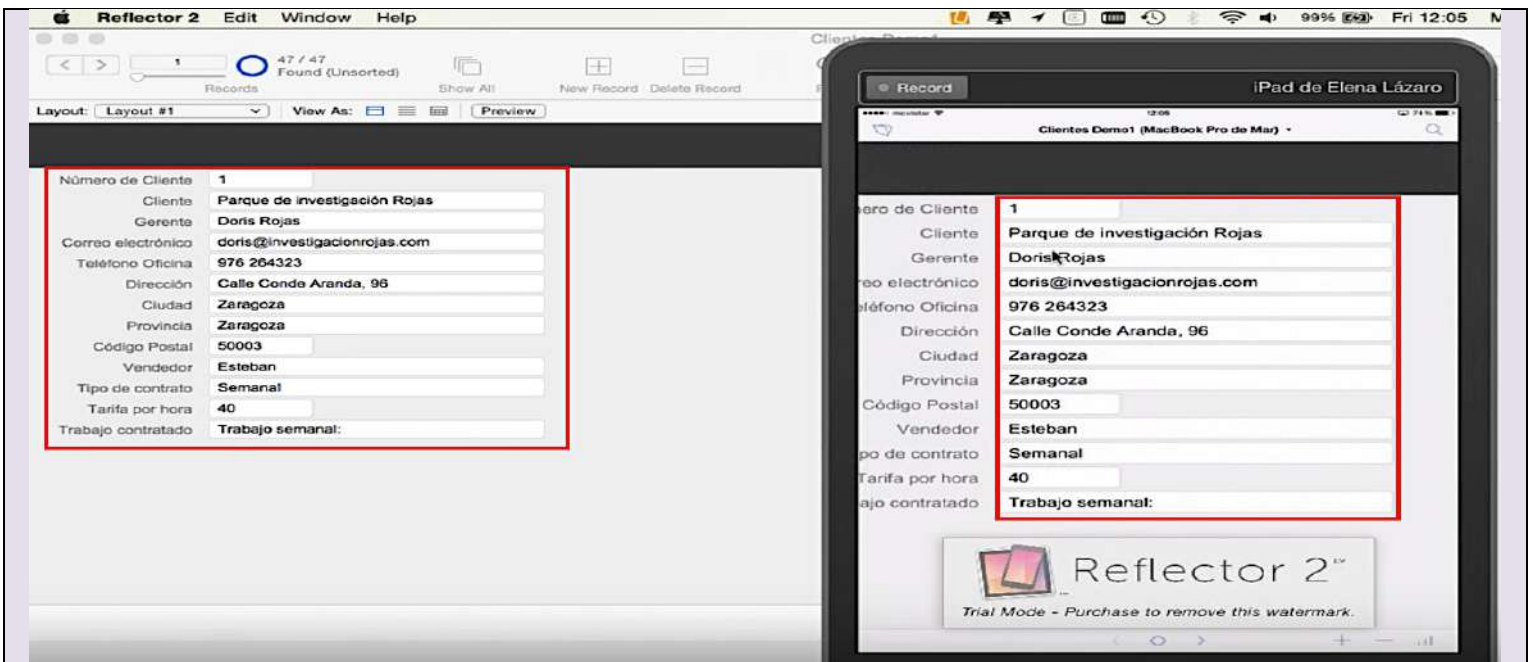 Reflector 2 Edit Window Help 99% Fri 12:05 M
1 47 / 47
Found (Unsorted)
Records Show All New Record Delete Record
Layout: Layout #1 View As: Preview
Número de Cliente 1
Cliente Parque de investigación Rojas
Gerente Doris Rojas
Correo electrónico doris@investigacionrojas.com
Teléfono Oficina 976 264323
Dirección Calle Conde Aranda, 96
Ciudad Zaragoza
Provincia Zaragoza
Código Postal 50003
Vendedor Esteban
Tipo de contrato Semanal
Tarifa por hora 40
Trabajo contratado Trabajo semanal:
Record iPad de Elena Lázaro
movistar 12:05 74%
Clientes Demo1 (MacBook Pro de Mar)
ero de Cliente 1
Cliente Parque de investigación Rojas
Gerente Doris Rojas
eo electrónico doris@investigacionrojas.com
léfono Oficina 976 264323
Dirección Calle Conde Aranda, 96
Ciudad Zaragoza
Provincia Zaragoza
Código Postal 50003
Vendedor Esteban
po de contrato Semanal
Tarifa por hora 40
ajo contratado Trabajo semanal:
Reflector 2™
Trial Mode - Purchase to remove this watermark.